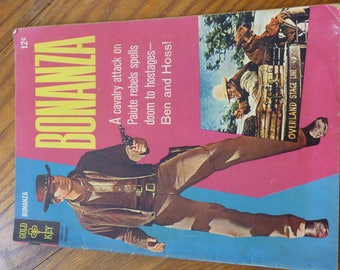 12¢
BONANZA
A cavalry attack on
Paiute rebels spells
doom to hostages—
Ben and Hoss!
OVERLAND STAGE LINE
BONANZA
GOLD KEY